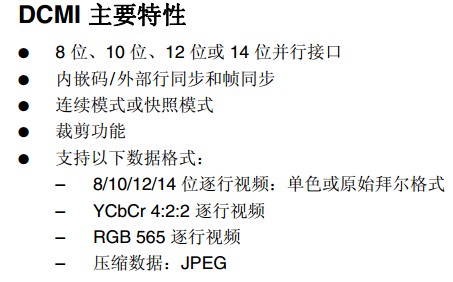 DCMI 主要特性
● 8 位、10 位、12 位或 14 位并行接口
● 内嵌码/外部行同步和帧同步
● 连续模式或快照模式
● 裁剪功能
● 支持以下数据格式：
– 8/10/12/14 位逐行视频：单色或原始拜尔格式
– YCbCr 4:2:2 逐行视频
– RGB 565 逐行视频
– 压缩数据：JPEG